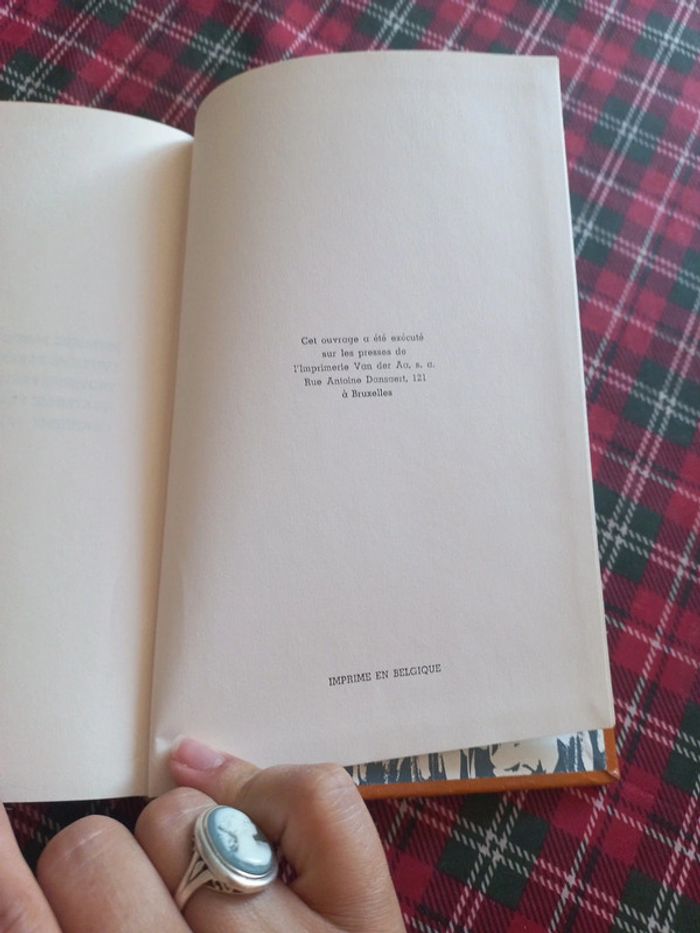 Cet ouvrage a été exécuté
sur les presses de
l'Imprimerie Van der Aa, s. a.
Rue Antoine Dansaert, 121
à Bruxelles
IMPRIME EN BELGIQUE